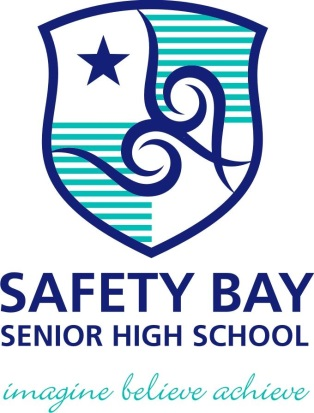 SAFETY BAY
SENIOR HIGH SCHOOL
imagine believe achieve